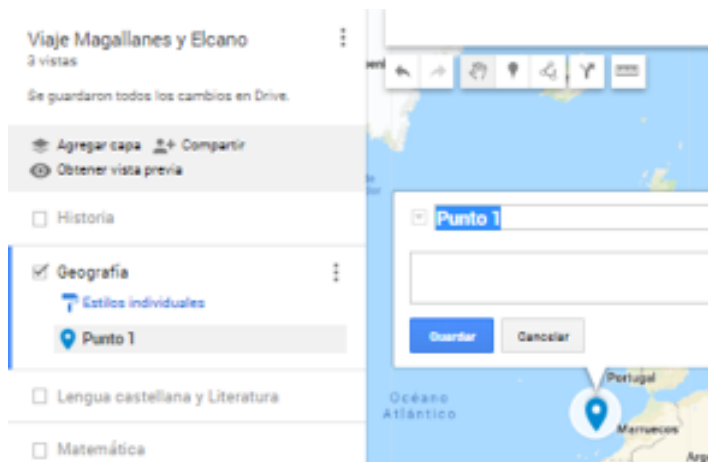 Viaje Magallanes y Elcano
3 vistas
Se guardaron todos los cambios en Drive.
Agregar capa Compartir
Obtener vista previa
Historia
Geografía
Estilos individuales
Punto 1
Lengua castellana y Literatura
Matemática
Punto 1
Guardar Cancelar
Portugal
Océano
Atlántico
Marruecos